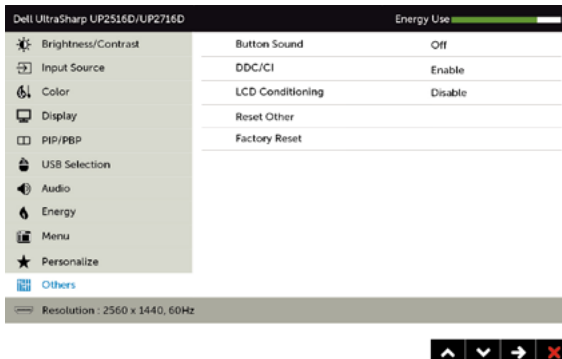 Dell UltraSharp UP2516D/UP2716D Energy Use
Brightness/Contrast Button Sound Off
Input Source DDC/CI Enable
Color LCD Conditioning Disable
Display Reset Other
PIP/PBP Factory Reset
USB Selection
Audio
Energy
Menu
Personalize
Others
Resolution : 2560 x 1440, 60Hz